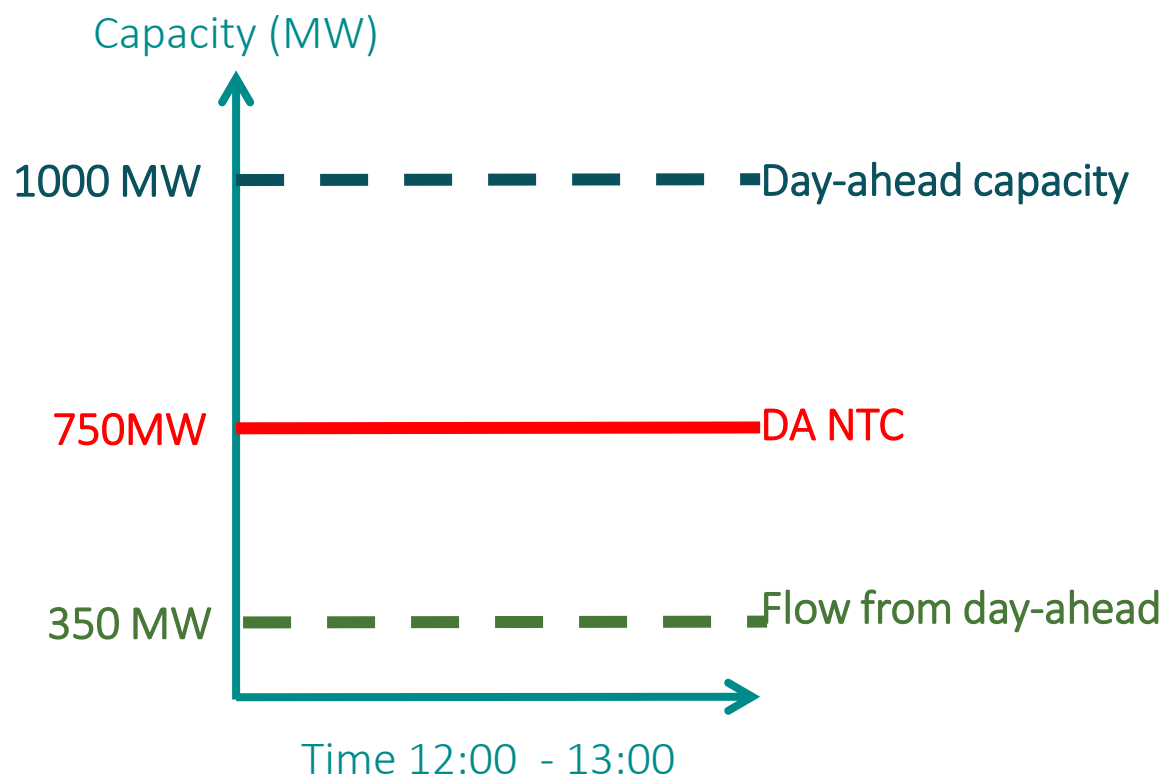 Capacity (MW)
1000 MW
Day-ahead capacity
750MW
DA NTC
350 MW
Flow from day-ahead
Time 12:00 - 13:00